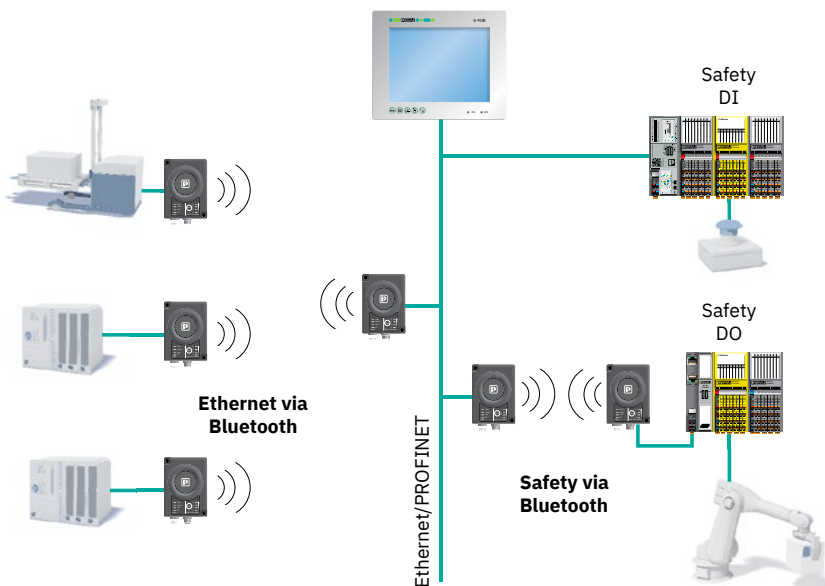 Safety
DI
Safety
DO
Ethernet via
Bluetooth
Ethernet/PROFINET
Safety via
Bluetooth